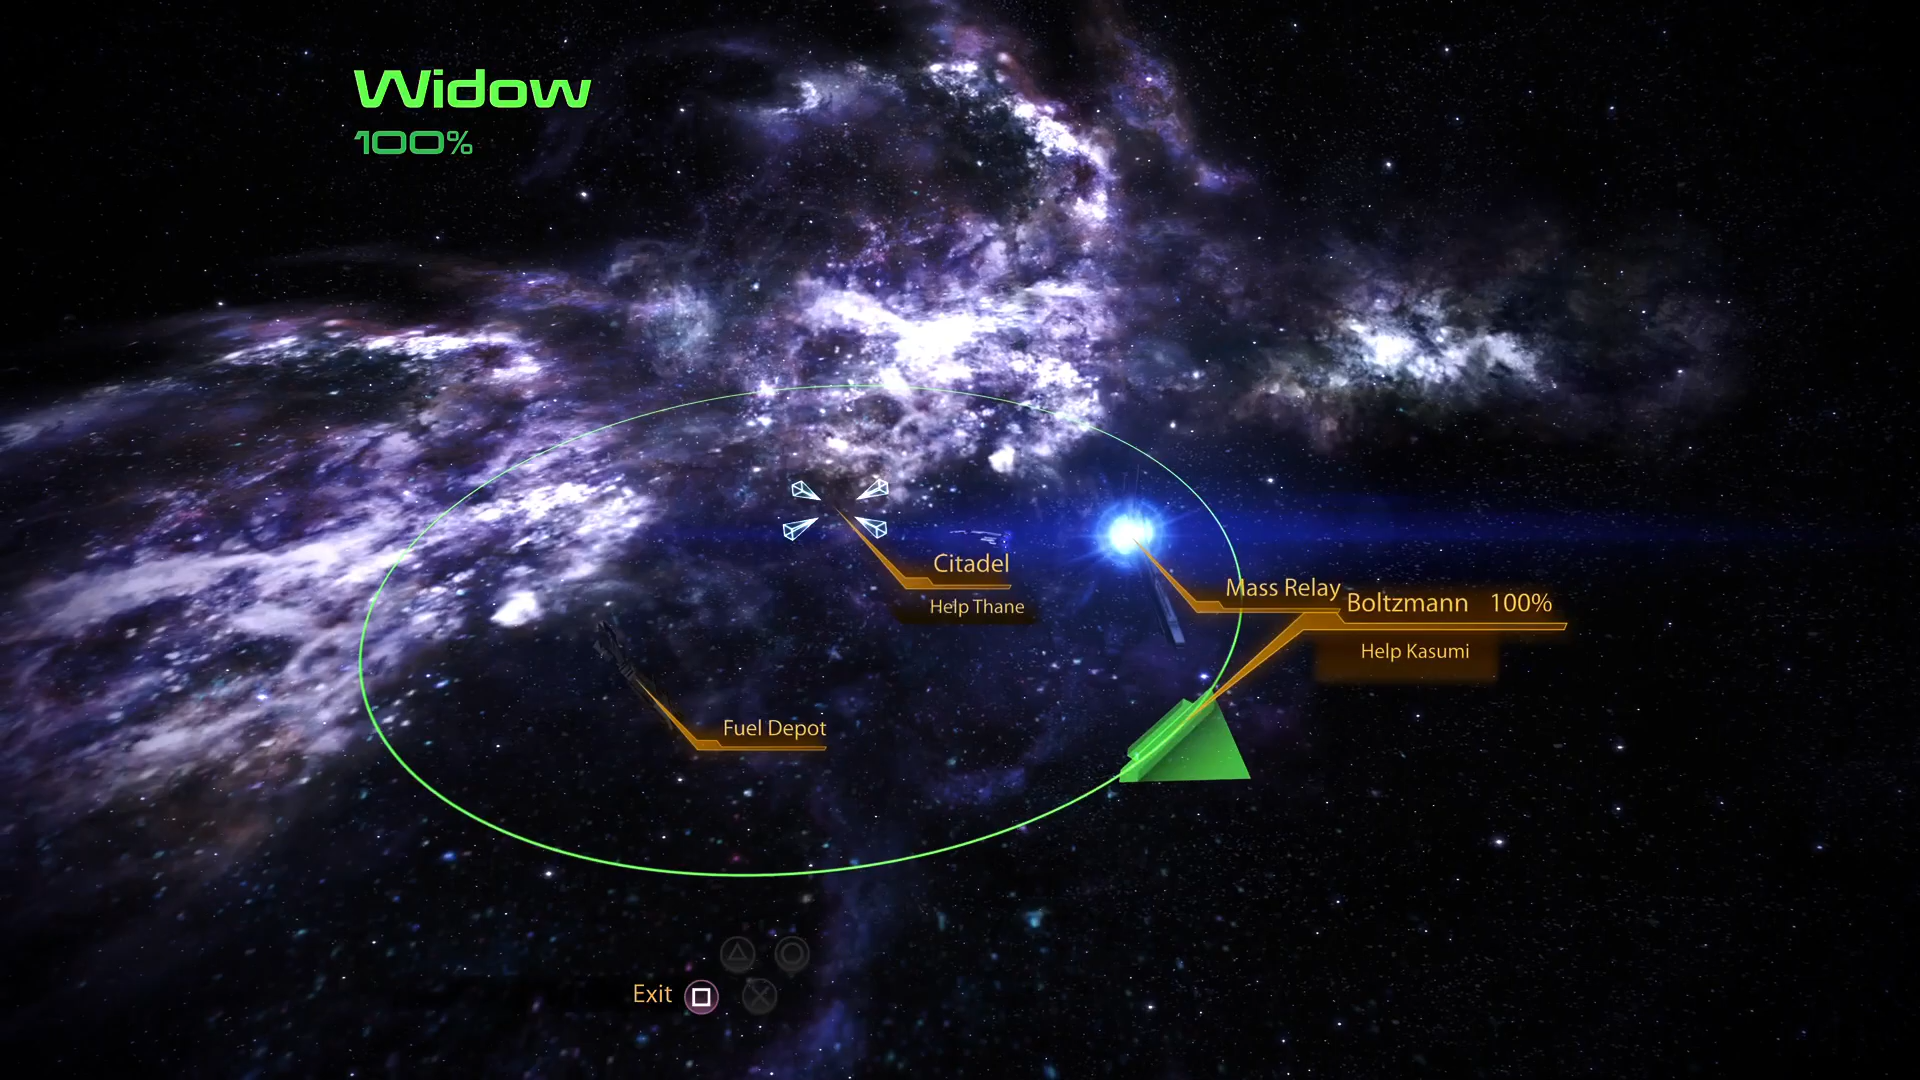 Widow
100%
Citadel
Help Thane
Mass Relay
Boltzmann 100%
Help Kasumi
Fuel Depot
Exit